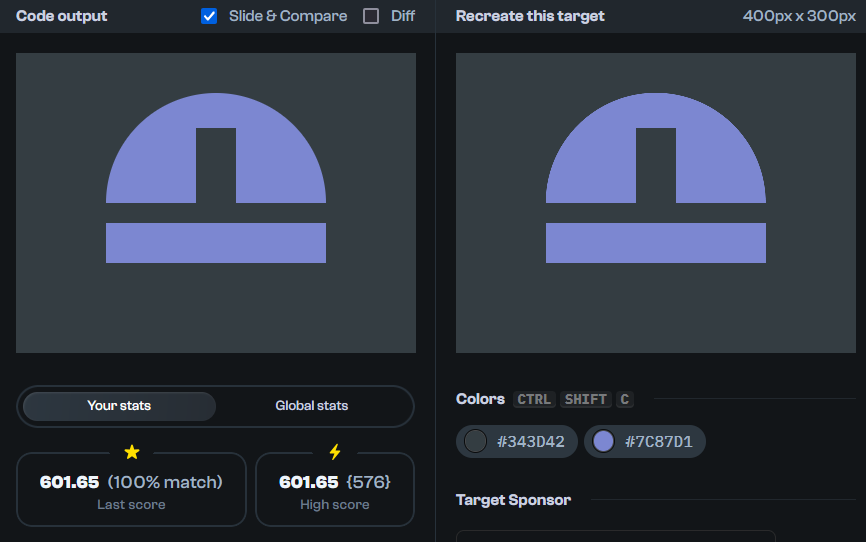 Code output
Slide & Compare
Diff
Recreate this target
400px x 300px
Your stats
Global stats
601.65 (100% match)
Last score
601.65 {576}
High score
Colors CTRL SHIFT C
#343D42
#7C87D1
Target Sponsor